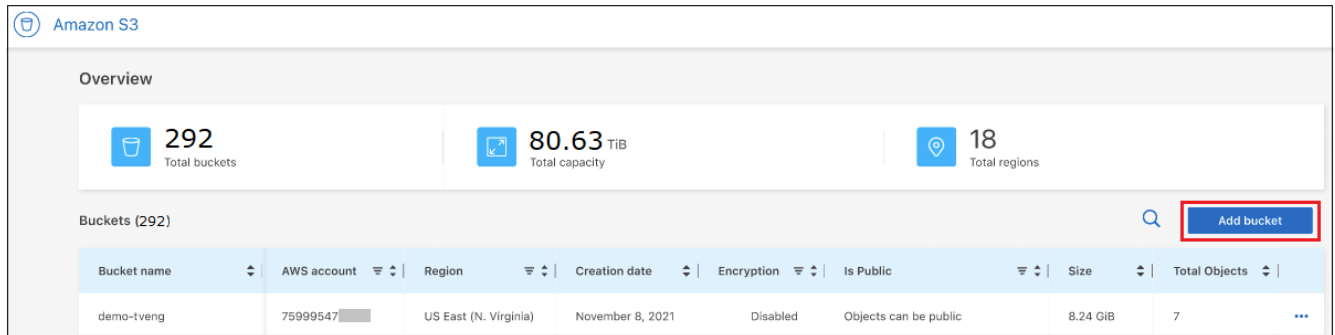 Amazon S3
Overview
292
Total buckets
80.63 TiB
Total capacity
18
Total regions
Buckets (292)
Add bucket
Bucket name AWS account Region Creation date Encryption Is Public Size Total Objects
demo-tveng 75999547 US East (N. Virginia) November 8, 2021 Disabled Objects can be public 8.24 GiB 7